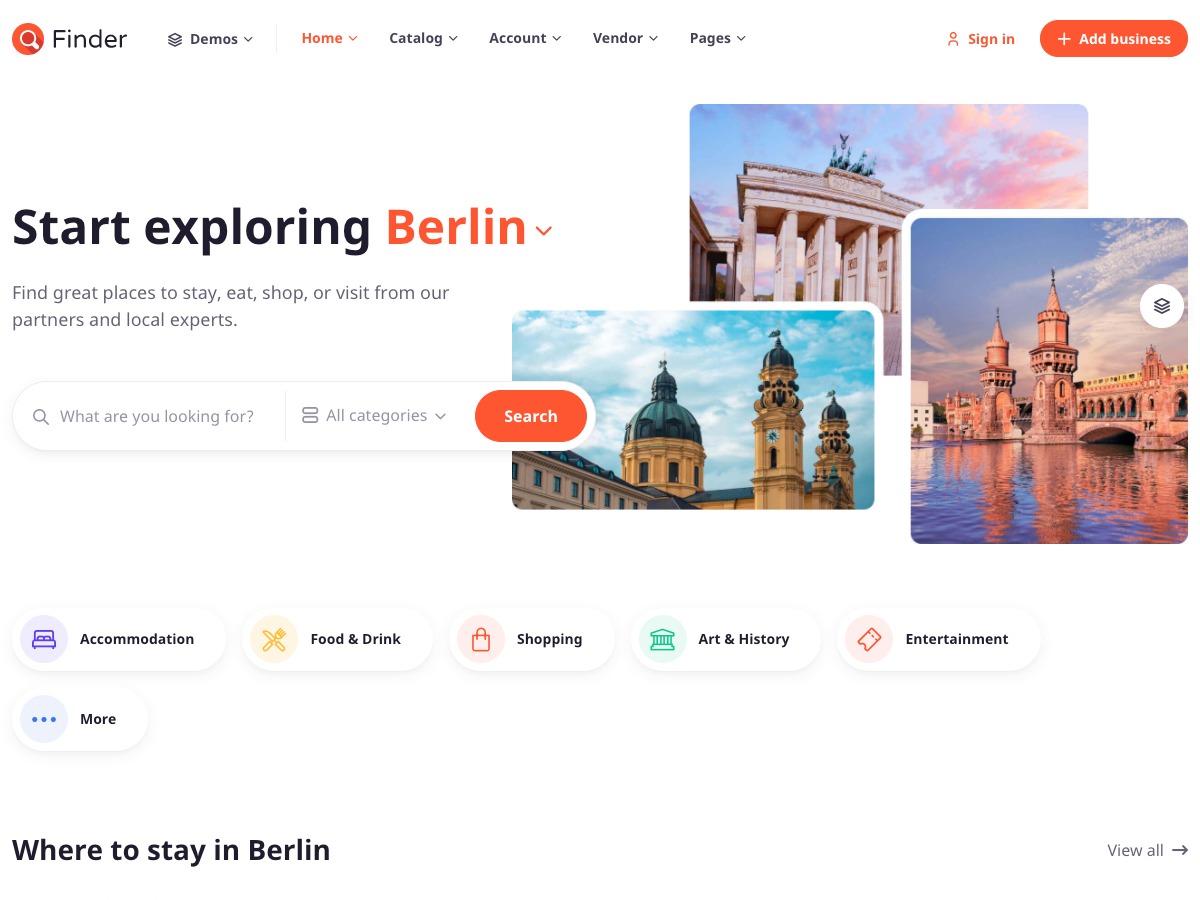 Finder
Demos
Home
Catalog
Account
Vendor
Pages
Sign in
Add business
Start exploring Berlin
Find great places to stay, eat, shop, or visit from our
partners and local experts.
What are you looking for?
All categories
Search
Accommodation
Food & Drink
Shopping
Art & History
Entertainment
More
Where to stay in Berlin
View all